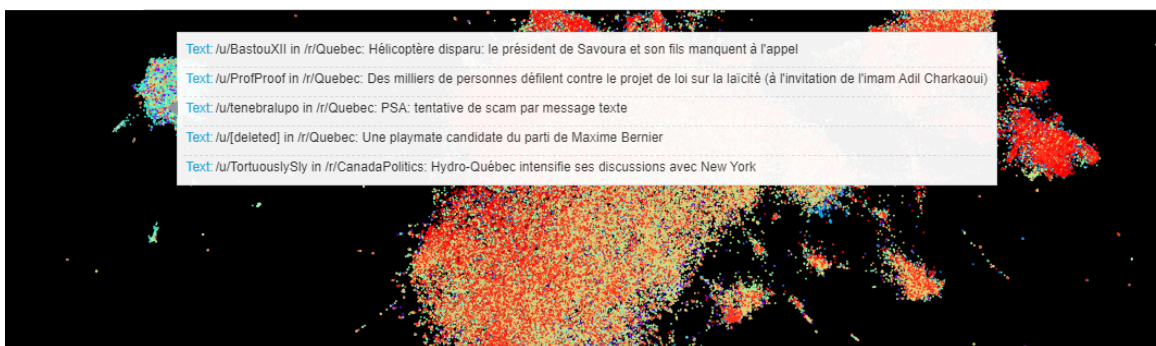 Text: /u/BastouXII in /r/Quebec: Hélicoptère disparu: le président de Savoura et son fils manquent à l'appel
Text: /u/ProfProof in /r/Quebec: Des milliers de personnes défilent contre le projet de loi sur la laïcité (à l'invitation de l'imam Adil Charkaoui)
Text: /u/tenebralupo in /r/Quebec: PSA: tentative de scam par message texte
Text: /u/[deleted] in /r/Quebec: Une playmate candidate du parti de Maxime Bernier
Text: /u/TortuouslySly in /r/CanadaPolitics: Hydro-Québec intensifie ses discussions avec New York